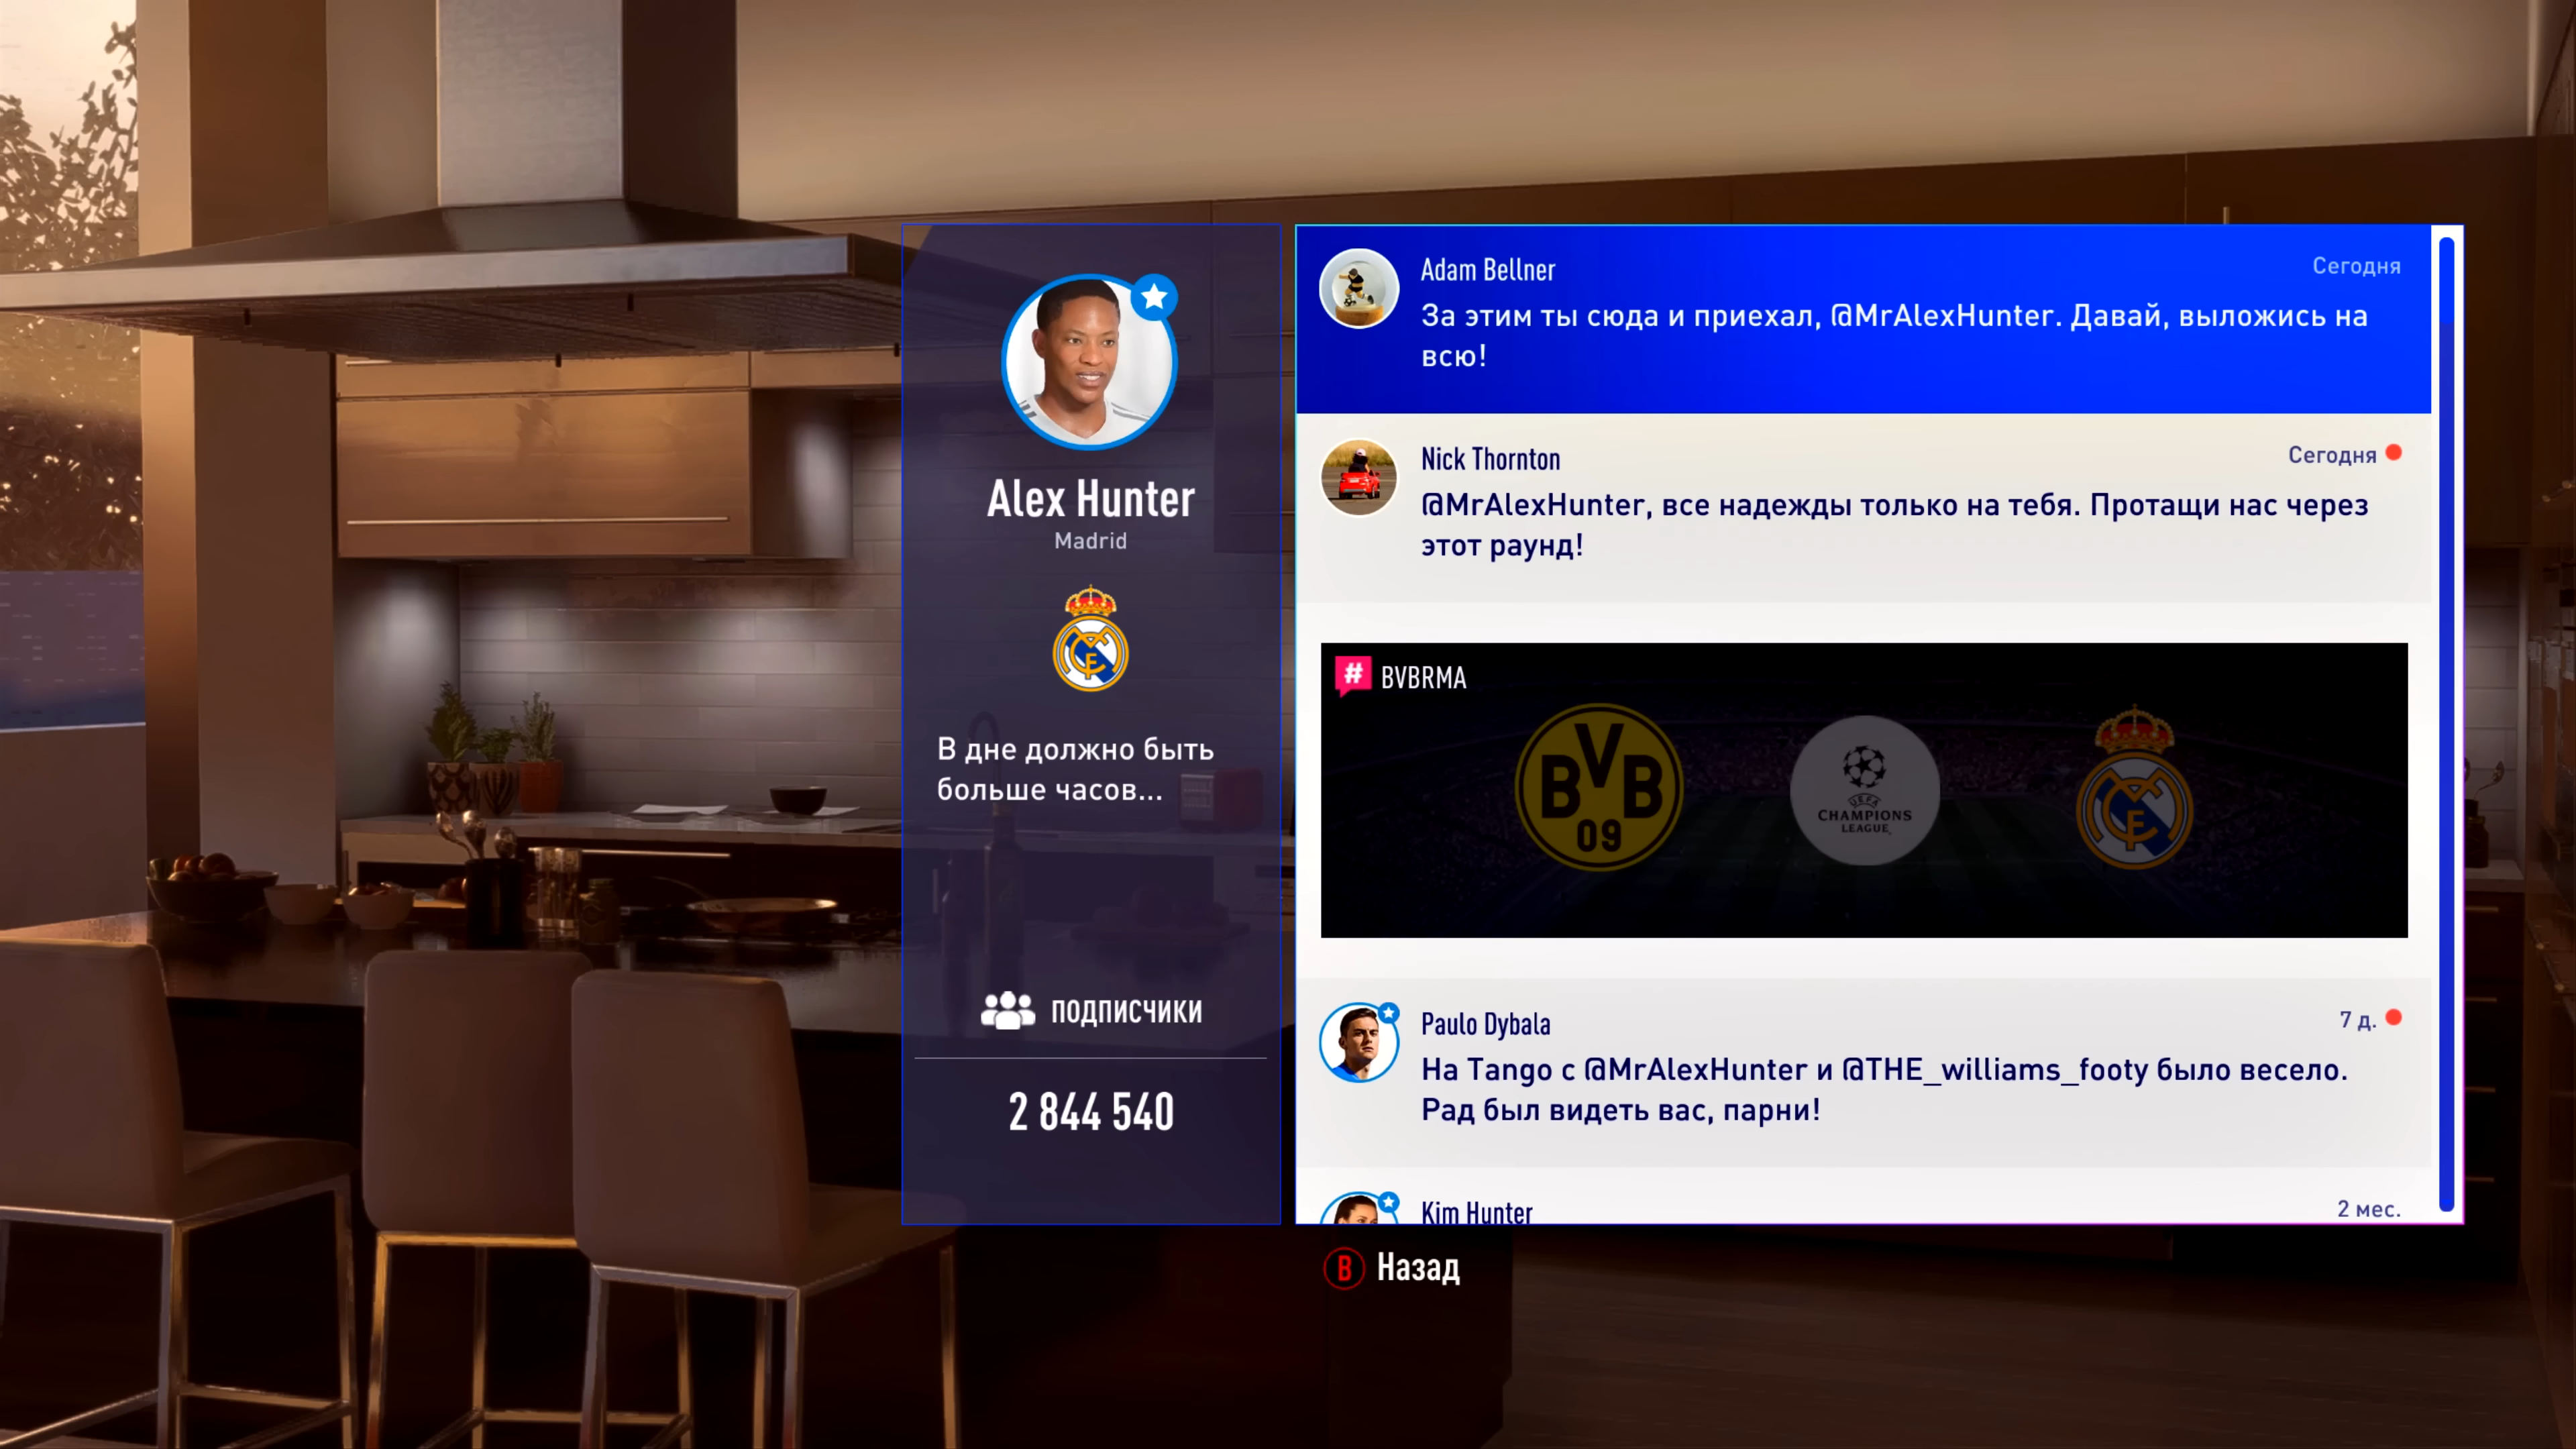 Alex Hunter
Madrid
В дне должно быть
больше часов...
ПОДПИСЧИКИ
2 844 540
Adam Bellner
Сегодня
За этим ты сюда и приехал, @MrAlexHunter. Давай, выложись на
всю!
Nick Thornton
Сегодня
@MrAlexHunter, все надежды только на тебя. Протащи нас через
этот раунд!
# BVBRMA
BVB
09
UEFA
CHAMPIONS
LEAGUE
Paulo Dybala
7 д.
На Tango с @MrAlexHunter и @THE_williams_footy было весело.
Рад был видеть вас, парни!
Kim Hunter
2 мес.
B Назад